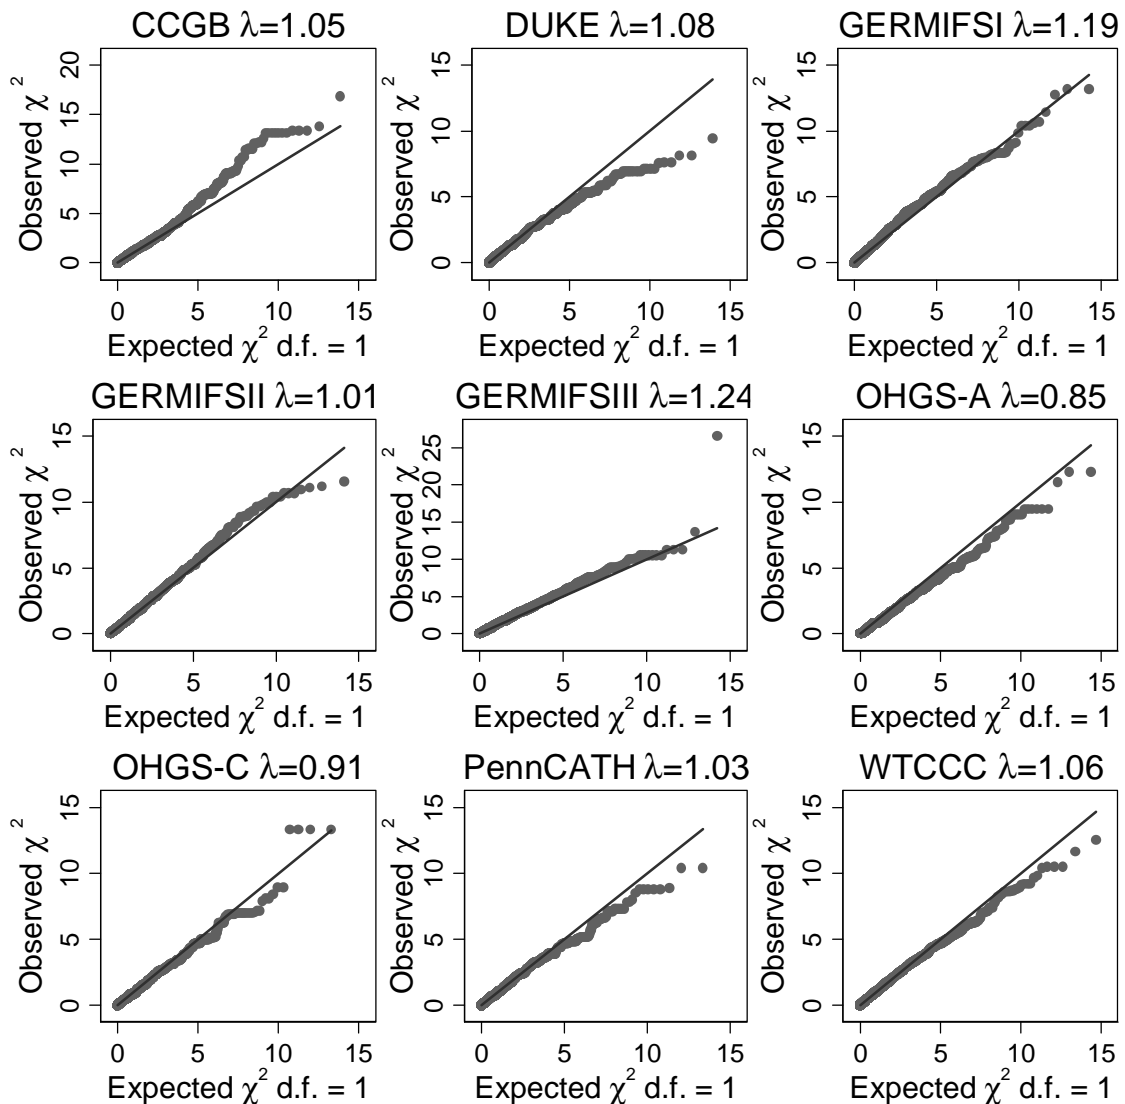 CCGB λ=1.05
Observed χ²
0 5 10 15 20
0 5 10 15
Expected χ² d.f. = 1
DUKE λ=1.08
Observed χ²
0 5 10 15
0 5 10 15
Expected χ² d.f. = 1
GERMIFSI λ=1.19
Observed χ²
0 5 10 15
0 5 10 15
Expected χ² d.f. = 1
GERMIFSII λ=1.01
Observed χ²
0 5 10 15
0 5 10 15
Expected χ² d.f. = 1
GERMIFSIII λ=1.24
Observed χ²
0 5 10 15 25
0 5 10 15
Expected χ² d.f. = 1
OHGS-A λ=0.85
Observed χ²
0 5 10 15
0 5 10 15
Expected χ² d.f. = 1
OHGS-C λ=0.91
Observed χ²
0 5 10 15
0 5 10 15
Expected χ² d.f. = 1
PennCATH λ=1.03
Observed χ²
0 5 10 15
0 5 10 15
Expected χ² d.f. = 1
WTCCC λ=1.06
Observed χ²
0 5 10 15
0 5 10 15
Expected χ² d.f. = 1